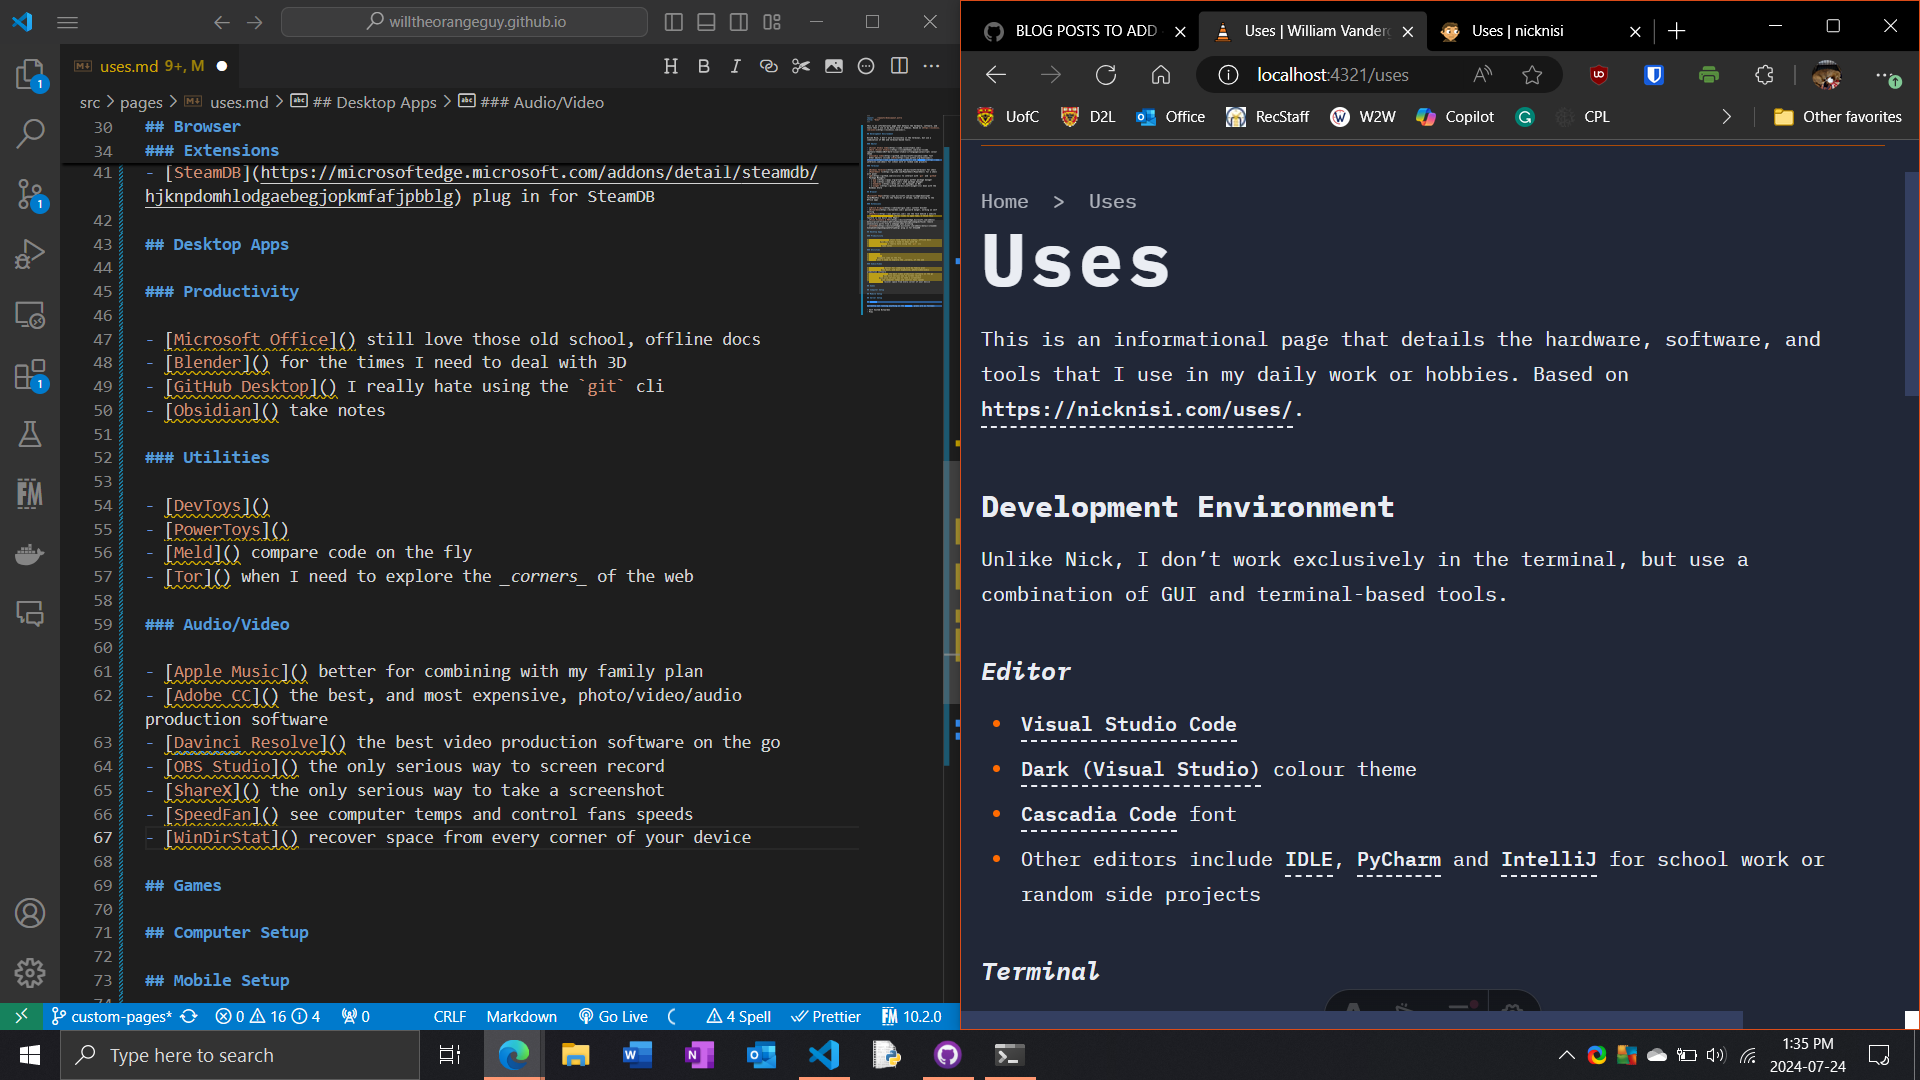 willtheorangeguy.github.io
uses.md 9+, M
src > pages > uses.md > ## Desktop Apps > ### Audio/Video
30 ## Browser
34 ### Extensions
41 - [SteamDB](https://microsoftedge.microsoft.com/addons/detail/steamdb/
hjknpdomhlodgaebegjopkmfafjpbblg) plug in for SteamDB
42
43 ## Desktop Apps
44
45 ### Productivity
46
47 - [Microsoft Office]() still love those old school, offline docs
48 - [Blender]() for the times I need to deal with 3D
49 - [GitHub Desktop]() I really hate using the `git` cli
50 - [Obsidian]() take notes
51
52 ### Utilities
53
54 - [DevToys]()
55 - [PowerToys]()
56 - [Meld]() compare code on the fly
57 - [Tor]() when I need to explore the _corners_ of the web
58
59 ### Audio/Video
60
61 - [Apple Music]() better for combining with my family plan
62 - [Adobe CC]() the best, and most expensive, photo/video/audio
production software
63 - [Davinci Resolve]() the best video production software on the go
64 - [OBS Studio]() the only serious way to screen record
65 - [ShareX]() the only serious way to take a screenshot
66 - [SpeedFan]() see computer temps and control fans speeds
67 - [WinDirStat]() recover space from every corner of your device
68
69 ## Games
70
71 ## Computer Setup
72
73 ## Mobile Setup
custom-pages* 0 16 4 0 CRLF Markdown Go Live 4 Spell Prettier FM 10.2.0
BLOG POSTS TO ADD
Uses | William Vander
Uses | nicknisi
localhost:4321/uses
UofC D2L Office RecStaff W2W Copilot CPL Other favorites
Home > Uses
Uses
This is an informational page that details the hardware, software, and
tools that I use in my daily work or hobbies. Based on
https://nicknisi.com/uses/.
Development Environment
Unlike Nick, I don’t work exclusively in the terminal, but use a
combination of GUI and terminal-based tools.
Editor
• Visual Studio Code
• Dark (Visual Studio) colour theme
• Cascadia Code font
• Other editors include IDLE, PyCharm and IntelliJ for school work or
random side projects
Terminal
Type here to search
1:35 PM
2024-07-24